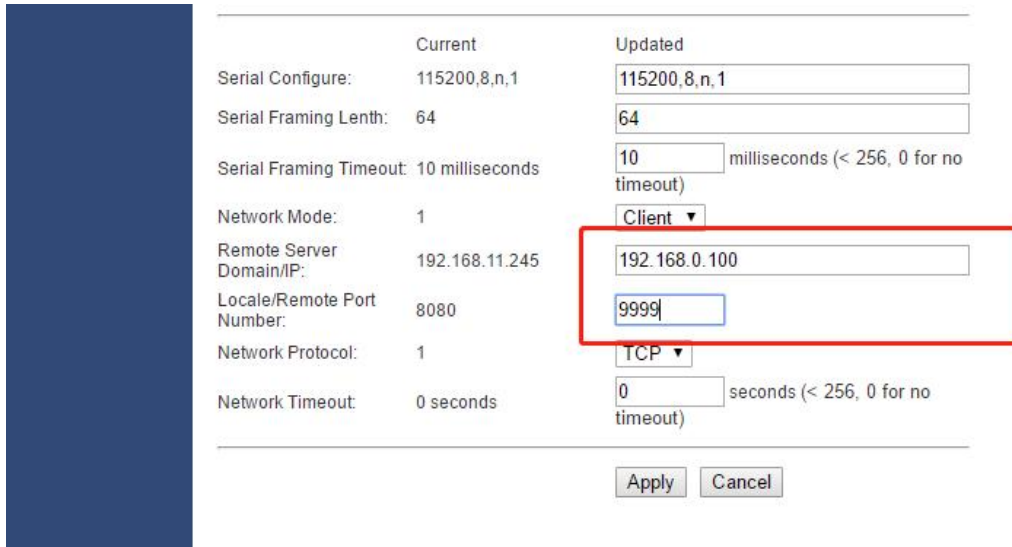 Current Updated
Serial Configure: 115200,8,n,1 115200,8,n,1
Serial Framing Lenth: 64 64
Serial Framing Timeout: 10 milliseconds 10 milliseconds (< 256, 0 for no
timeout)
Network Mode: 1 Client
Remote Server
Domain/IP: 192.168.11.245 192.168.0.100
Locale/Remote Port
Number: 8080 9999
Network Protocol: 1 TCP
Network Timeout: 0 seconds 0 seconds (< 256, 0 for no
timeout)
Apply Cancel